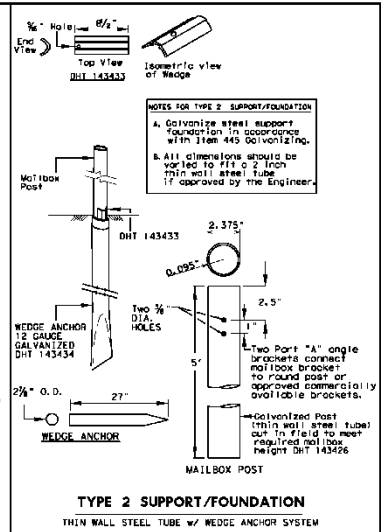 5/16" Hole
8 1/2"
End
View
Top View
DHT 143433
Isometric view
of Wedge
NOTES FOR TYPE 2 SUPPORT/FOUNDATION
A. Galvanize steel support
foundation in accordance
with Item 445 Galvanizing.
B. All dimensions should be
varied to fit a 2 inch
thin wall steel tube
if approved by the Engineer.
Mailbox
Post
DHT 143433
2.375"
0.095"
2.5"
Two 3/8
DIA.
HOLES
1"
5'
WEDGE ANCHOR
12 GAUGE
GALVANIZED
DHT 143434
Two Part "A" angle
brackets connect
mailbox bracket
to round post or
approved commercially
available brackets.
O.D.
27"
WEDGE ANCHOR
Galvanized Post
(thin wall steel tube)
cut in field to meet
required mailbox
height DHT 143426
MAILBOX POST
TYPE 2 SUPPORT/FOUNDATION
THIN WALL STEEL TUBE w/ WEDGE ANCHOR SYSTEM